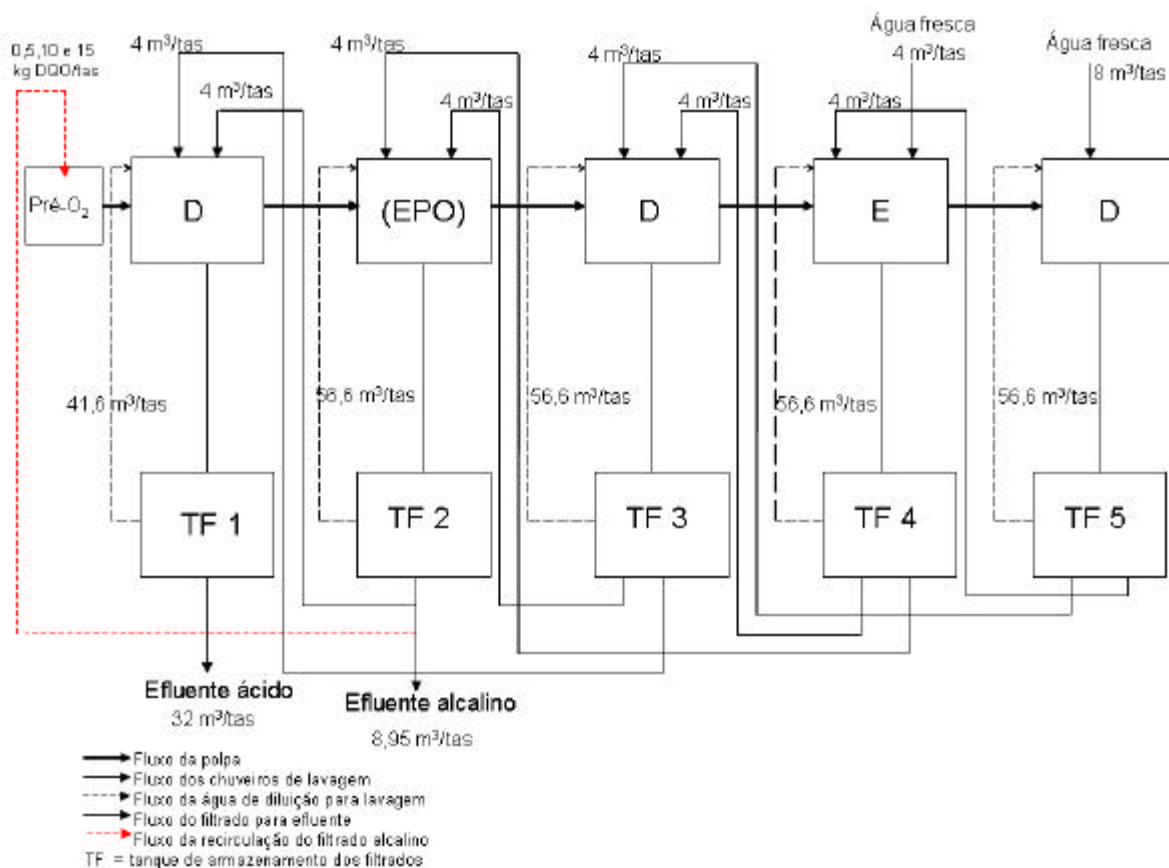 0,5,10 e 15
kg DQO/tas
4 m³/tas
4 m³/tas
Água fresca
4 m³/tas
Água fresca
8 m³/tas
4 m³/tas
4 m³/tas
4 m³/tas
4 m³/tas
4 m³/tas
Pré-O₂
D
(EPO)
D
E
D
41,6 m³/tas
56,6 m³/tas
56,6 m³/tas
56,6 m³/tas
56,6 m³/tas
TF 1
TF 2
TF 3
TF 4
TF 5
Efluente ácido
32 m³/tas
Efluente alcalino
8,95 m³/tas
Fluxo da polpa
Fluxo dos chuveiros de lavagem
Fluxo da água de diluição para lavagem
Fluxo do filtrado para efluente
Fluxo da recirculação do filtrado alcalino
TF = tanque de armazenamento dos filtrados